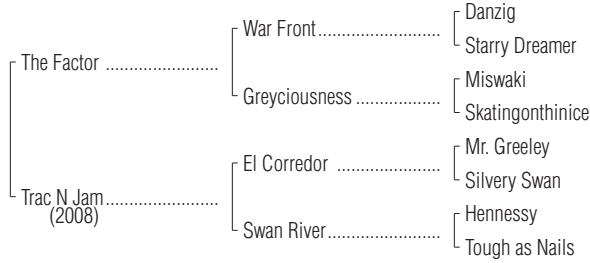 Danzig
War Front
Starry Dreamer
The Factor
Miswaki
Greyciousness
Skatingonthinice
Mr. Greeley
El Corredor
Silvery Swan
Trac N Jam
(2008)
Hennessy
Swan River
Tough as Nails